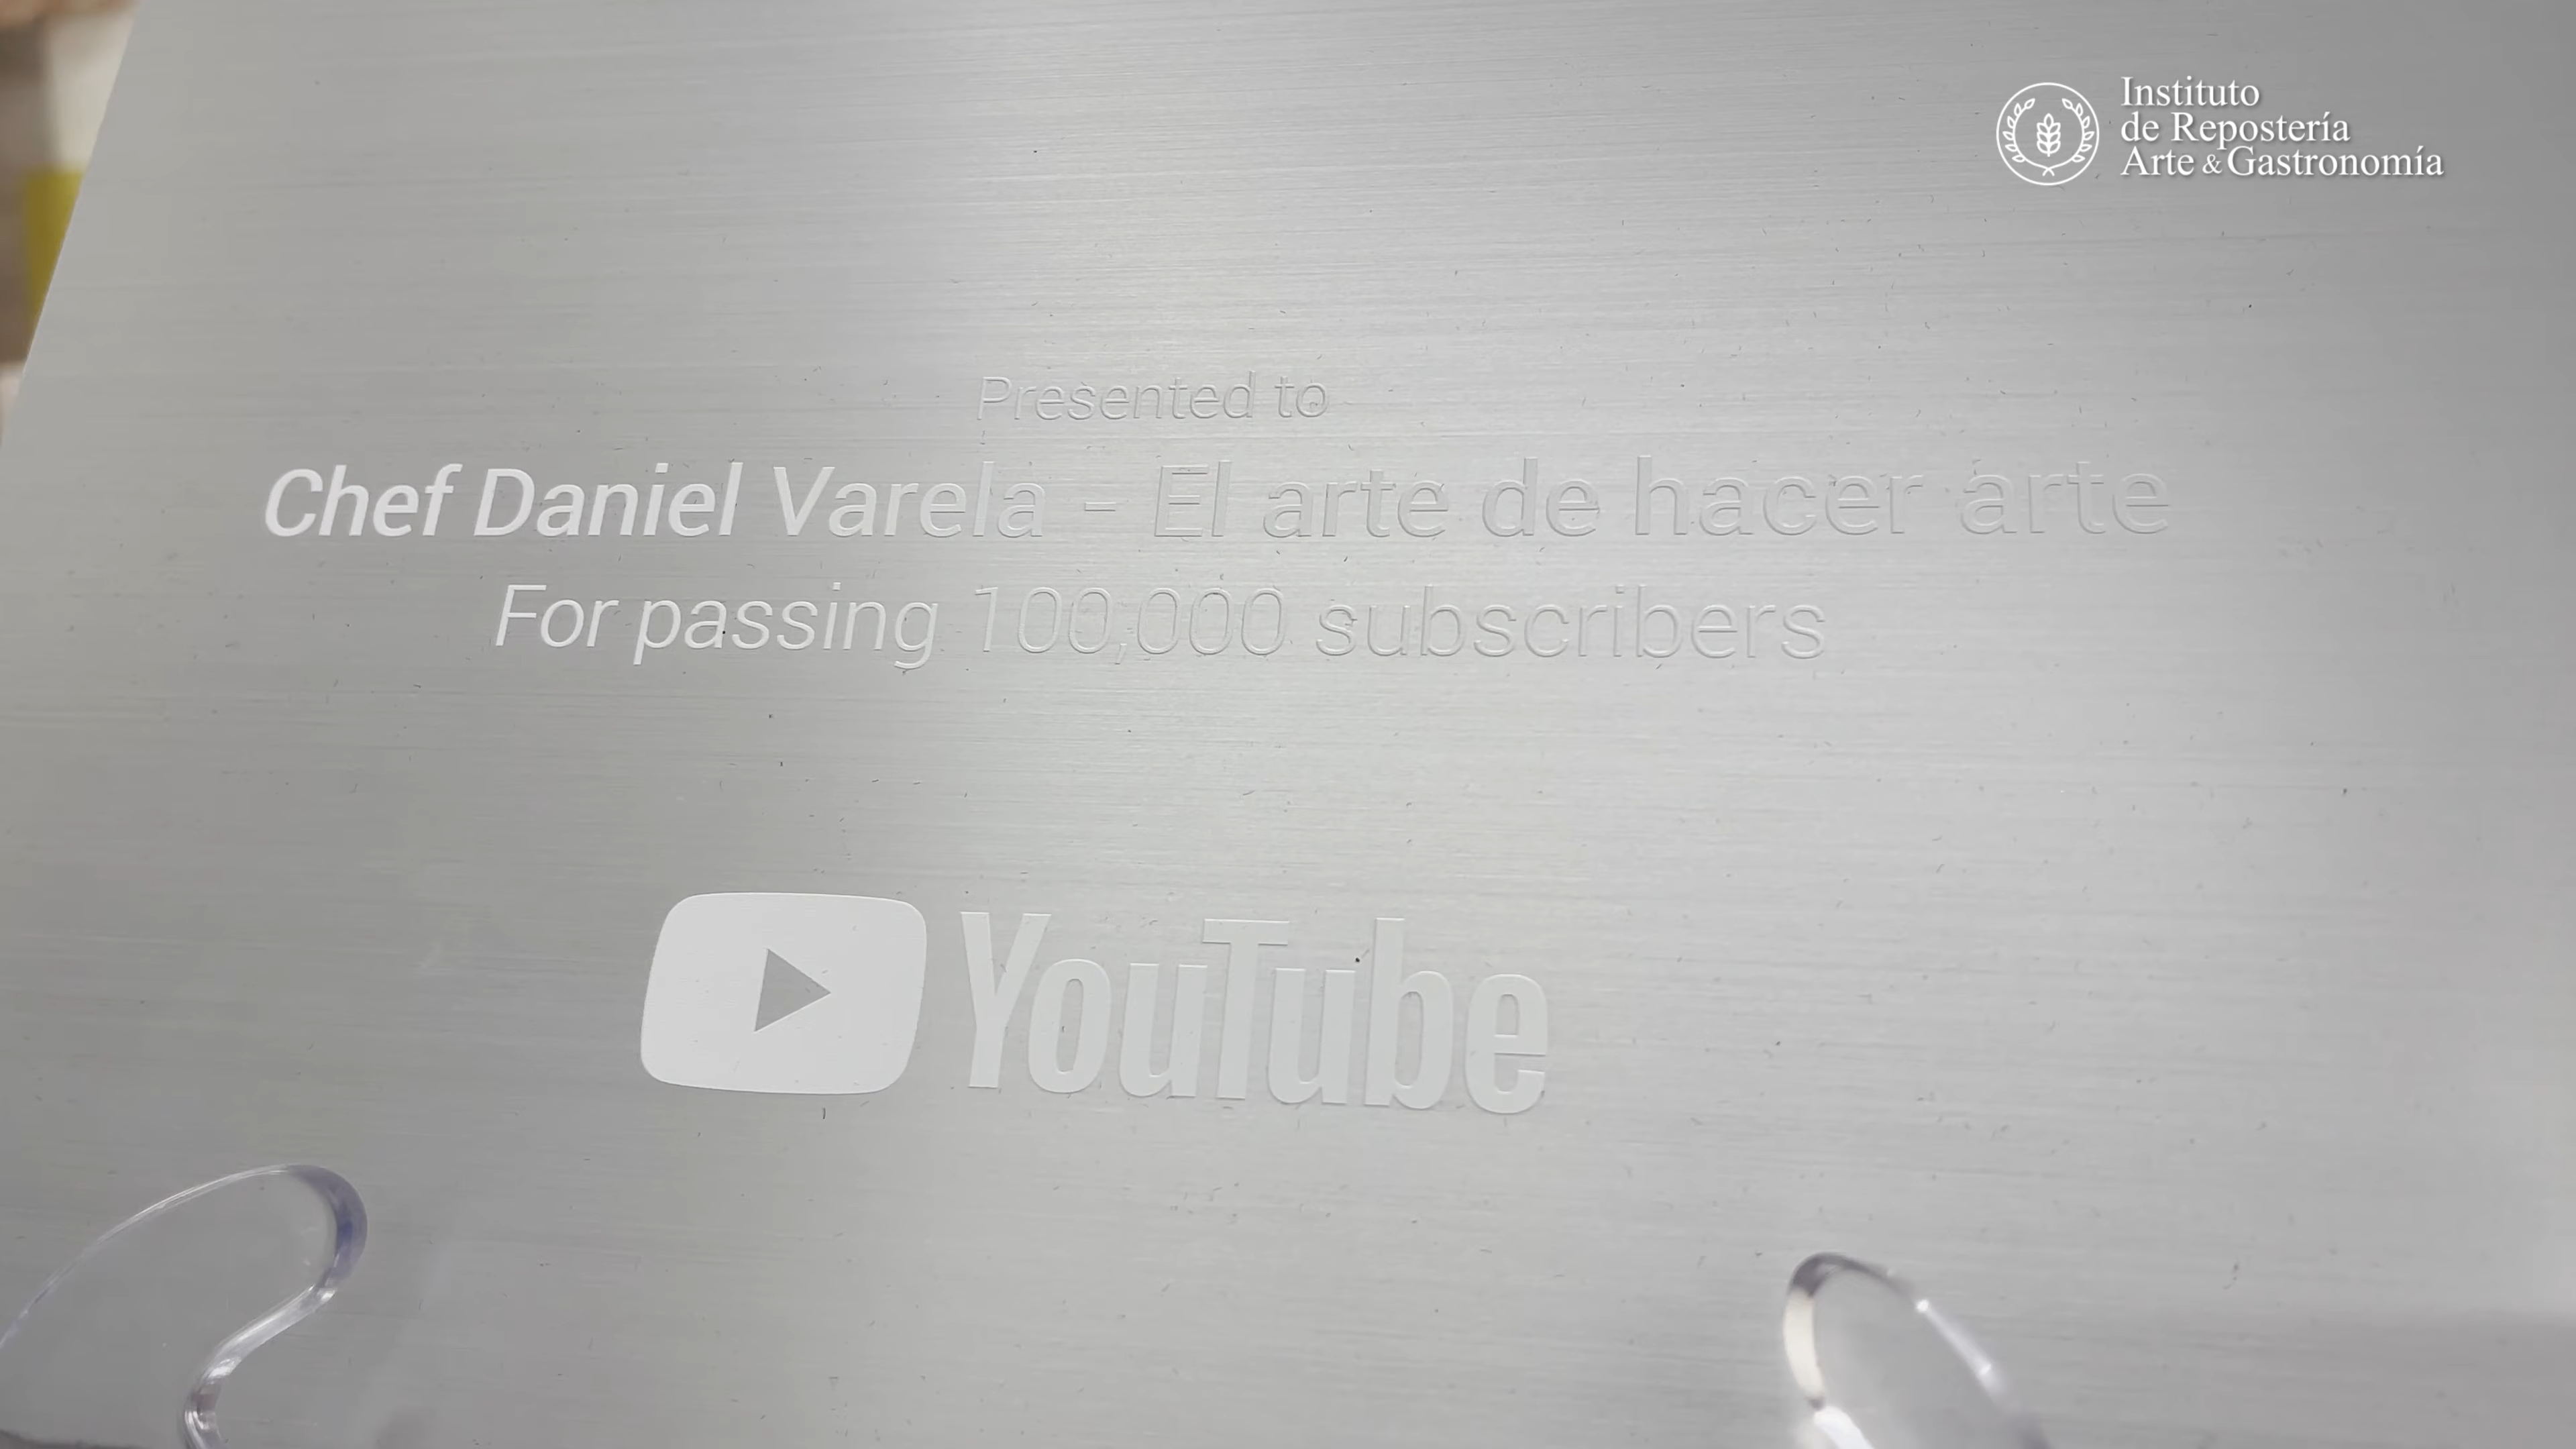 Instituto
de Repostería
Arte & Gastronomía
Presented to
Chef Daniel Varela - El arte de hacer arte
For passing 100,000 subscribers
YouTube